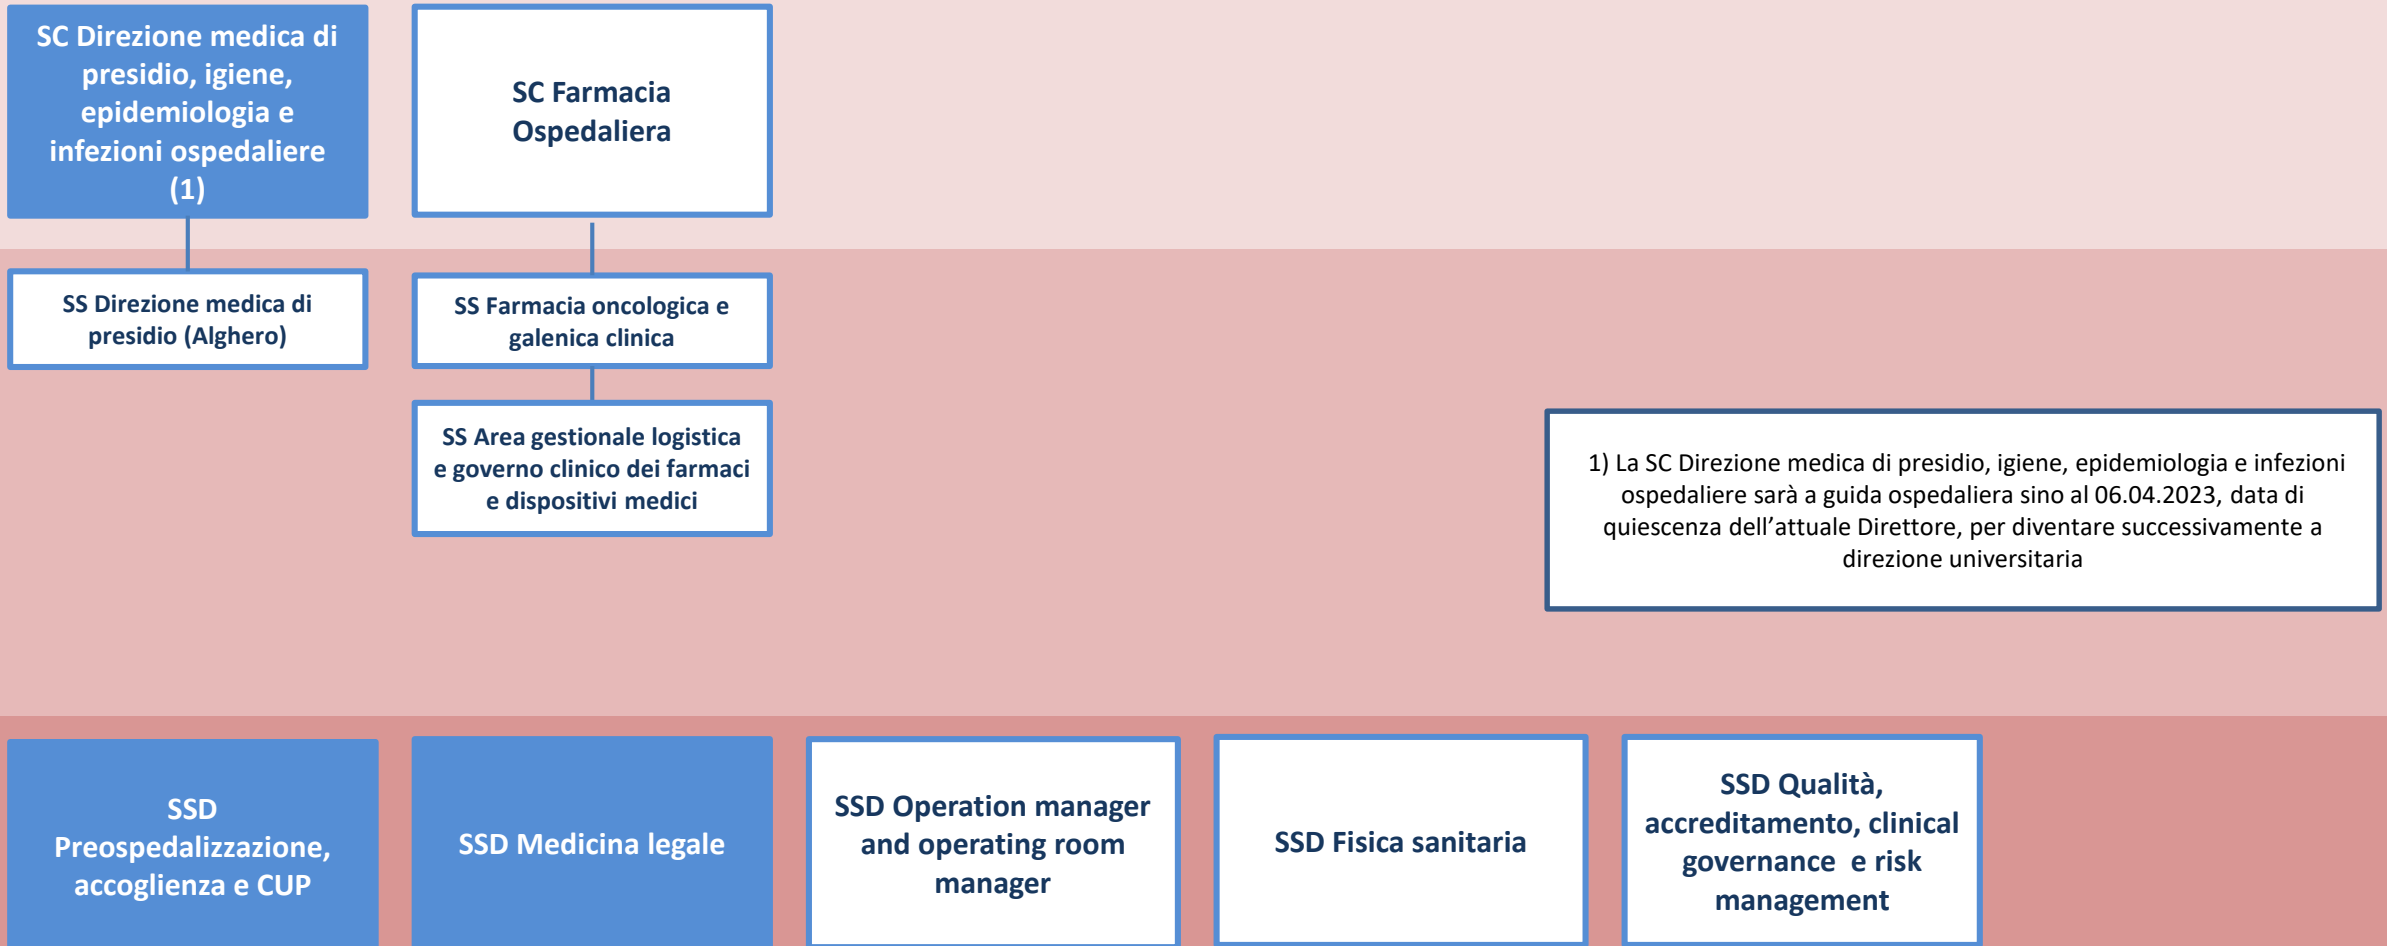 SC Direzione medica di
presidio, igiene,
epidemiologia e
infezioni ospedaliere
(1)
SC Farmacia
Ospedaliera
SS Direzione medica di
presidio (Alghero)
SS Farmacia oncologica e
galenica clinica
SS Area gestionale logistica
e governo clinico dei farmaci
e dispositivi medici
1) La SC Direzione medica di presidio, igiene, epidemiologia e infezioni
ospedaliere sarà a guida ospedaliera sino al 06.04.2023, data di
quiescenza dell’attuale Direttore, per diventare successivamente a
direzione universitaria
SSD
Preospedalizzazione,
accoglienza e CUP
SSD Medicina legale
SSD Operation manager
and operating room
manager
SSD Fisica sanitaria
SSD Qualità,
accreditamento, clinical
governance e risk
management